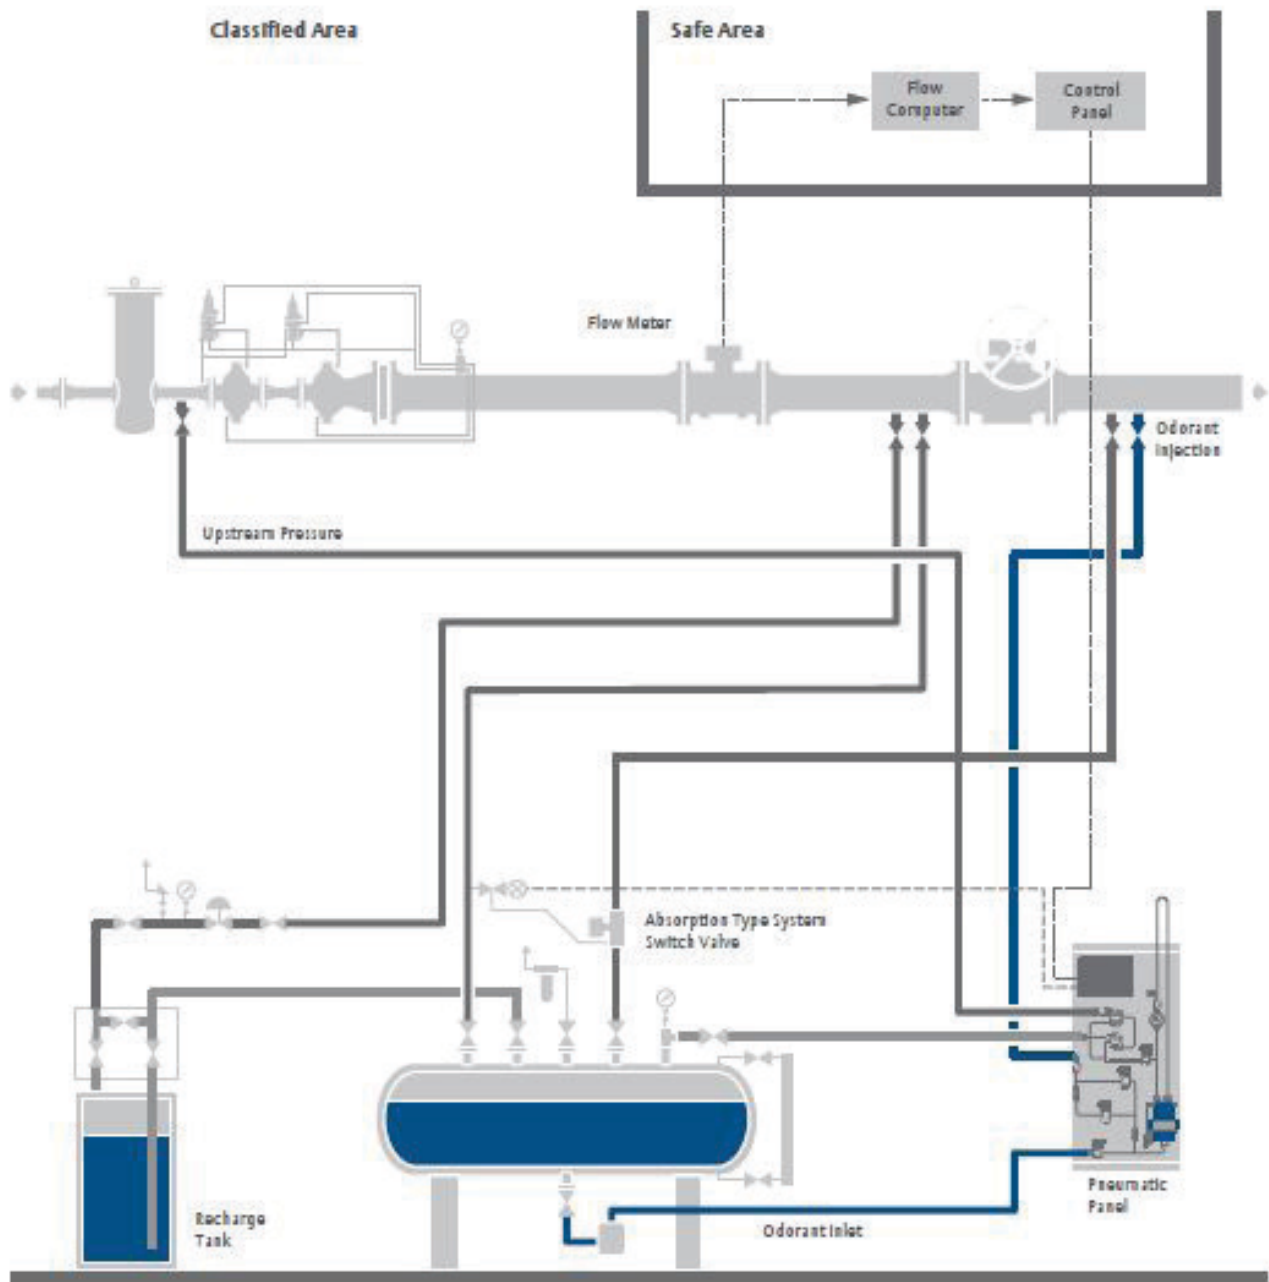 Classified Area
Safe Area
Flow
Computer
Control
Panel
Flow Meter
Odorant
Injection
Upstream Pressure
Absorption Type System
Switch Valve
Recharge
Tank
Odorant Inlet
Pneumatic
Panel